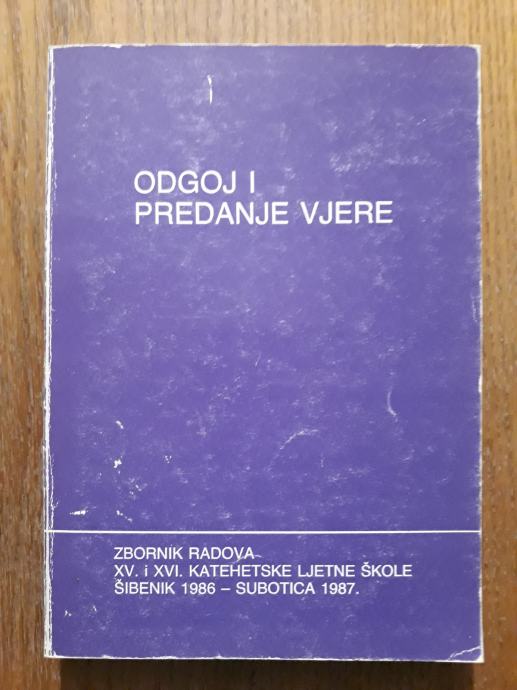 ODGOJ I
PREDANJE VJERE
ZBORNIK RADOVA
XV. i XVI. KATEHETSKE LJETNE ŠKOLE
ŠIBENIK 1986 – SUBOTICA 1987.